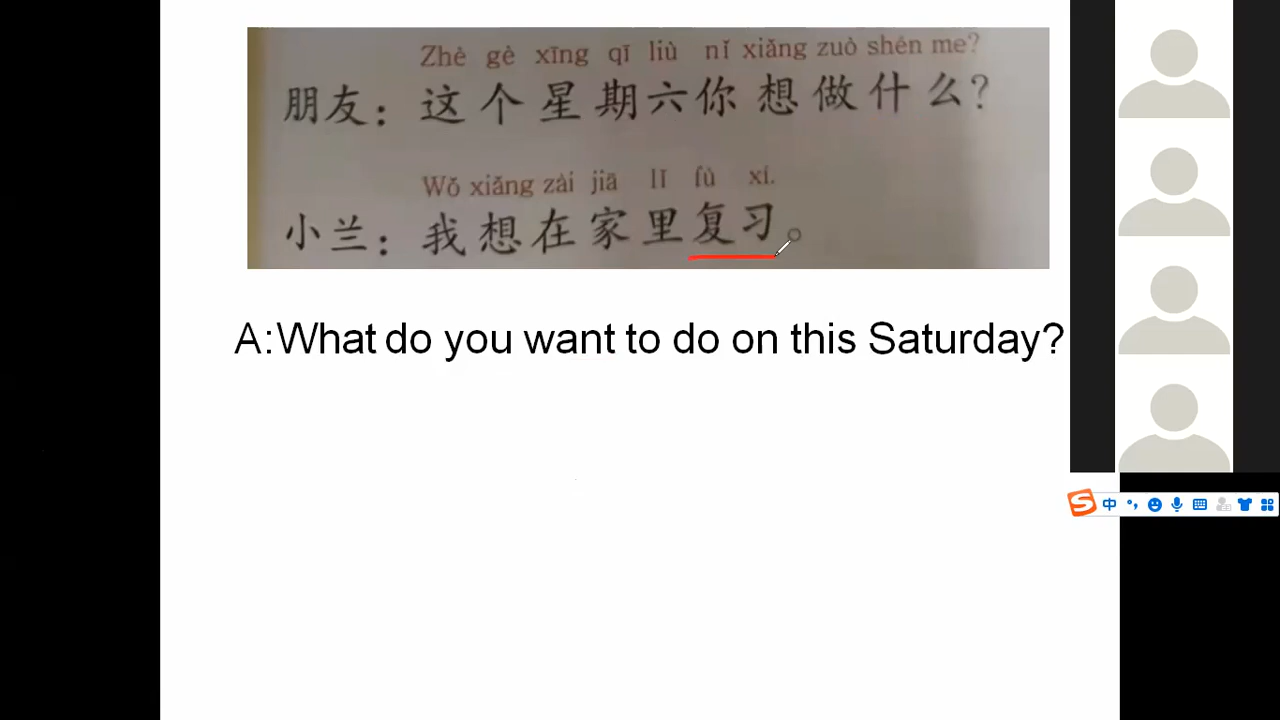 Zhè gè xīng qī liù nǐ xiǎng zuò shén me?
朋友：这个星期六你想做什么？
Wǒ xiǎng zài jiā lǐ fù xí.
小兰：我想在家里复习。
A:What do you want to do on this Saturday?
中